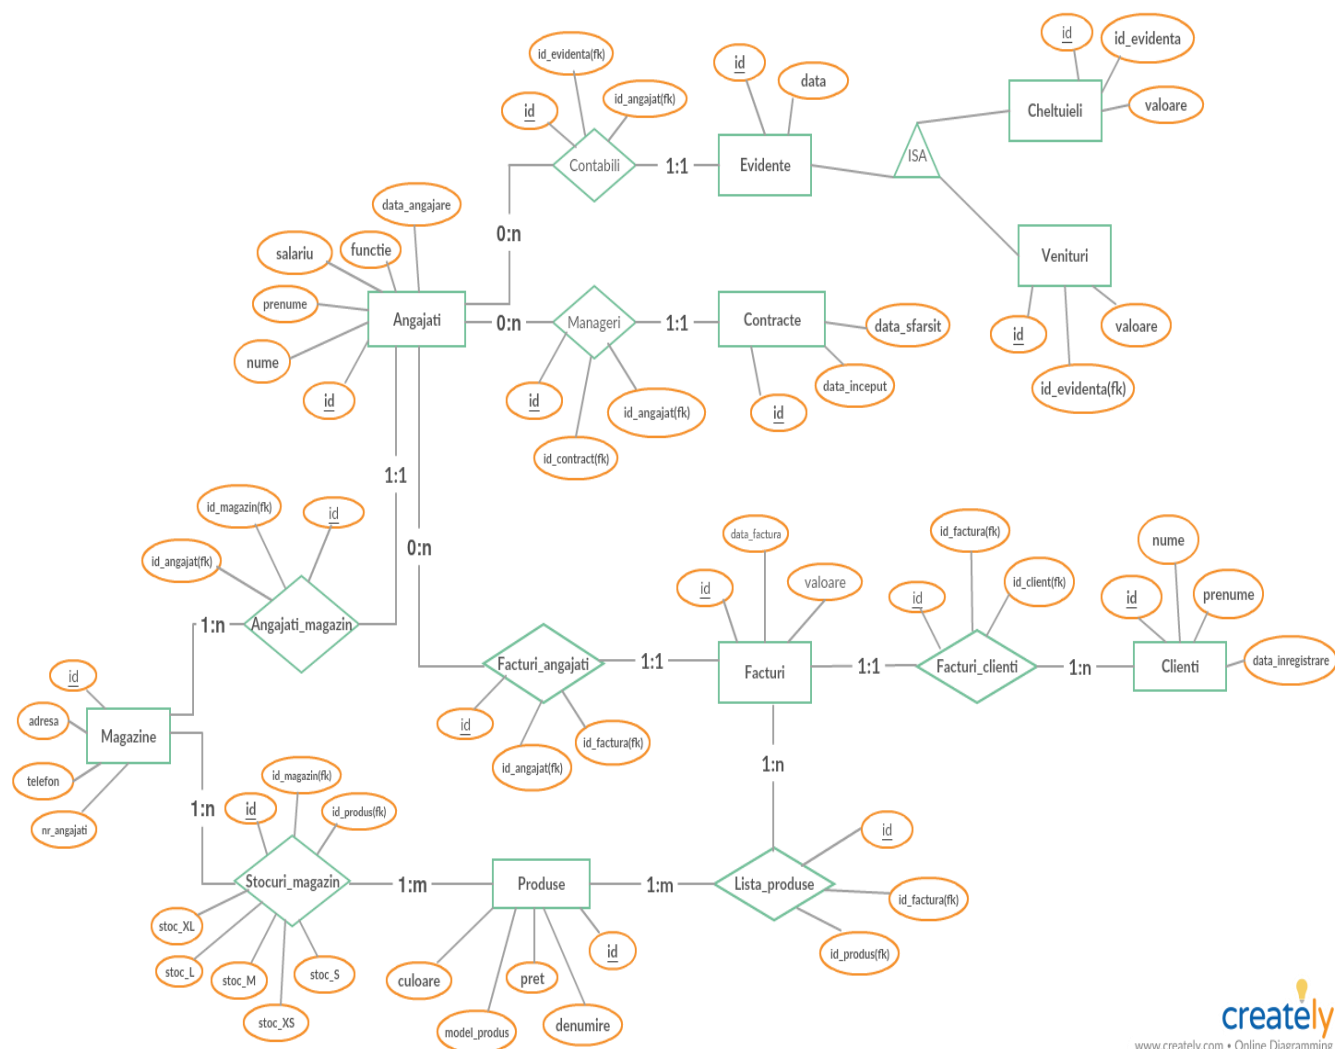 id
id_evidenta
id_evidenta(fk)
id
data
id_angajat(fk)
id
valoare
Cheltuieli
ISA
Contabili
1:1
Evidente
data_angajare
0:n
functie
salariu
Venituri
prenume
Angajati
0:n
Manageri
1:1
Contracte
data_sfarsit
valoare
id
nume
data_inceput
id_evidenta(fk)
id
id
id_angajat(fk)
id
id_contract(fk)
1:1
id_magazin(fk)
id
id_angajat(fk)
0:n
data_factura
id_factura(fk)
nume
id
valoare
id_client(fk)
id
id
prenume
1:n
Angajati_magazin
Facturi_angajati
1:1
Facturi
1:1
Facturi_clienti
1:n
Clienti
data_inregistrare
id
adresa
Magazine
id
id_factura(fk)
id_angajat(fk)
1:n
telefon
id_magazin(fk)
1:n
id
id_produs(fk)
nr_angajati
id
Stocuri_magazin
1:m
Produse
1:m
Lista_produse
id_factura(fk)
stoc_XL
id
id_produs(fk)
stoc_L
stoc_M
stoc_S
culoare
pret
stoc_XS
model_produs
denumire
creately
www.creately.com • Online Diagramming